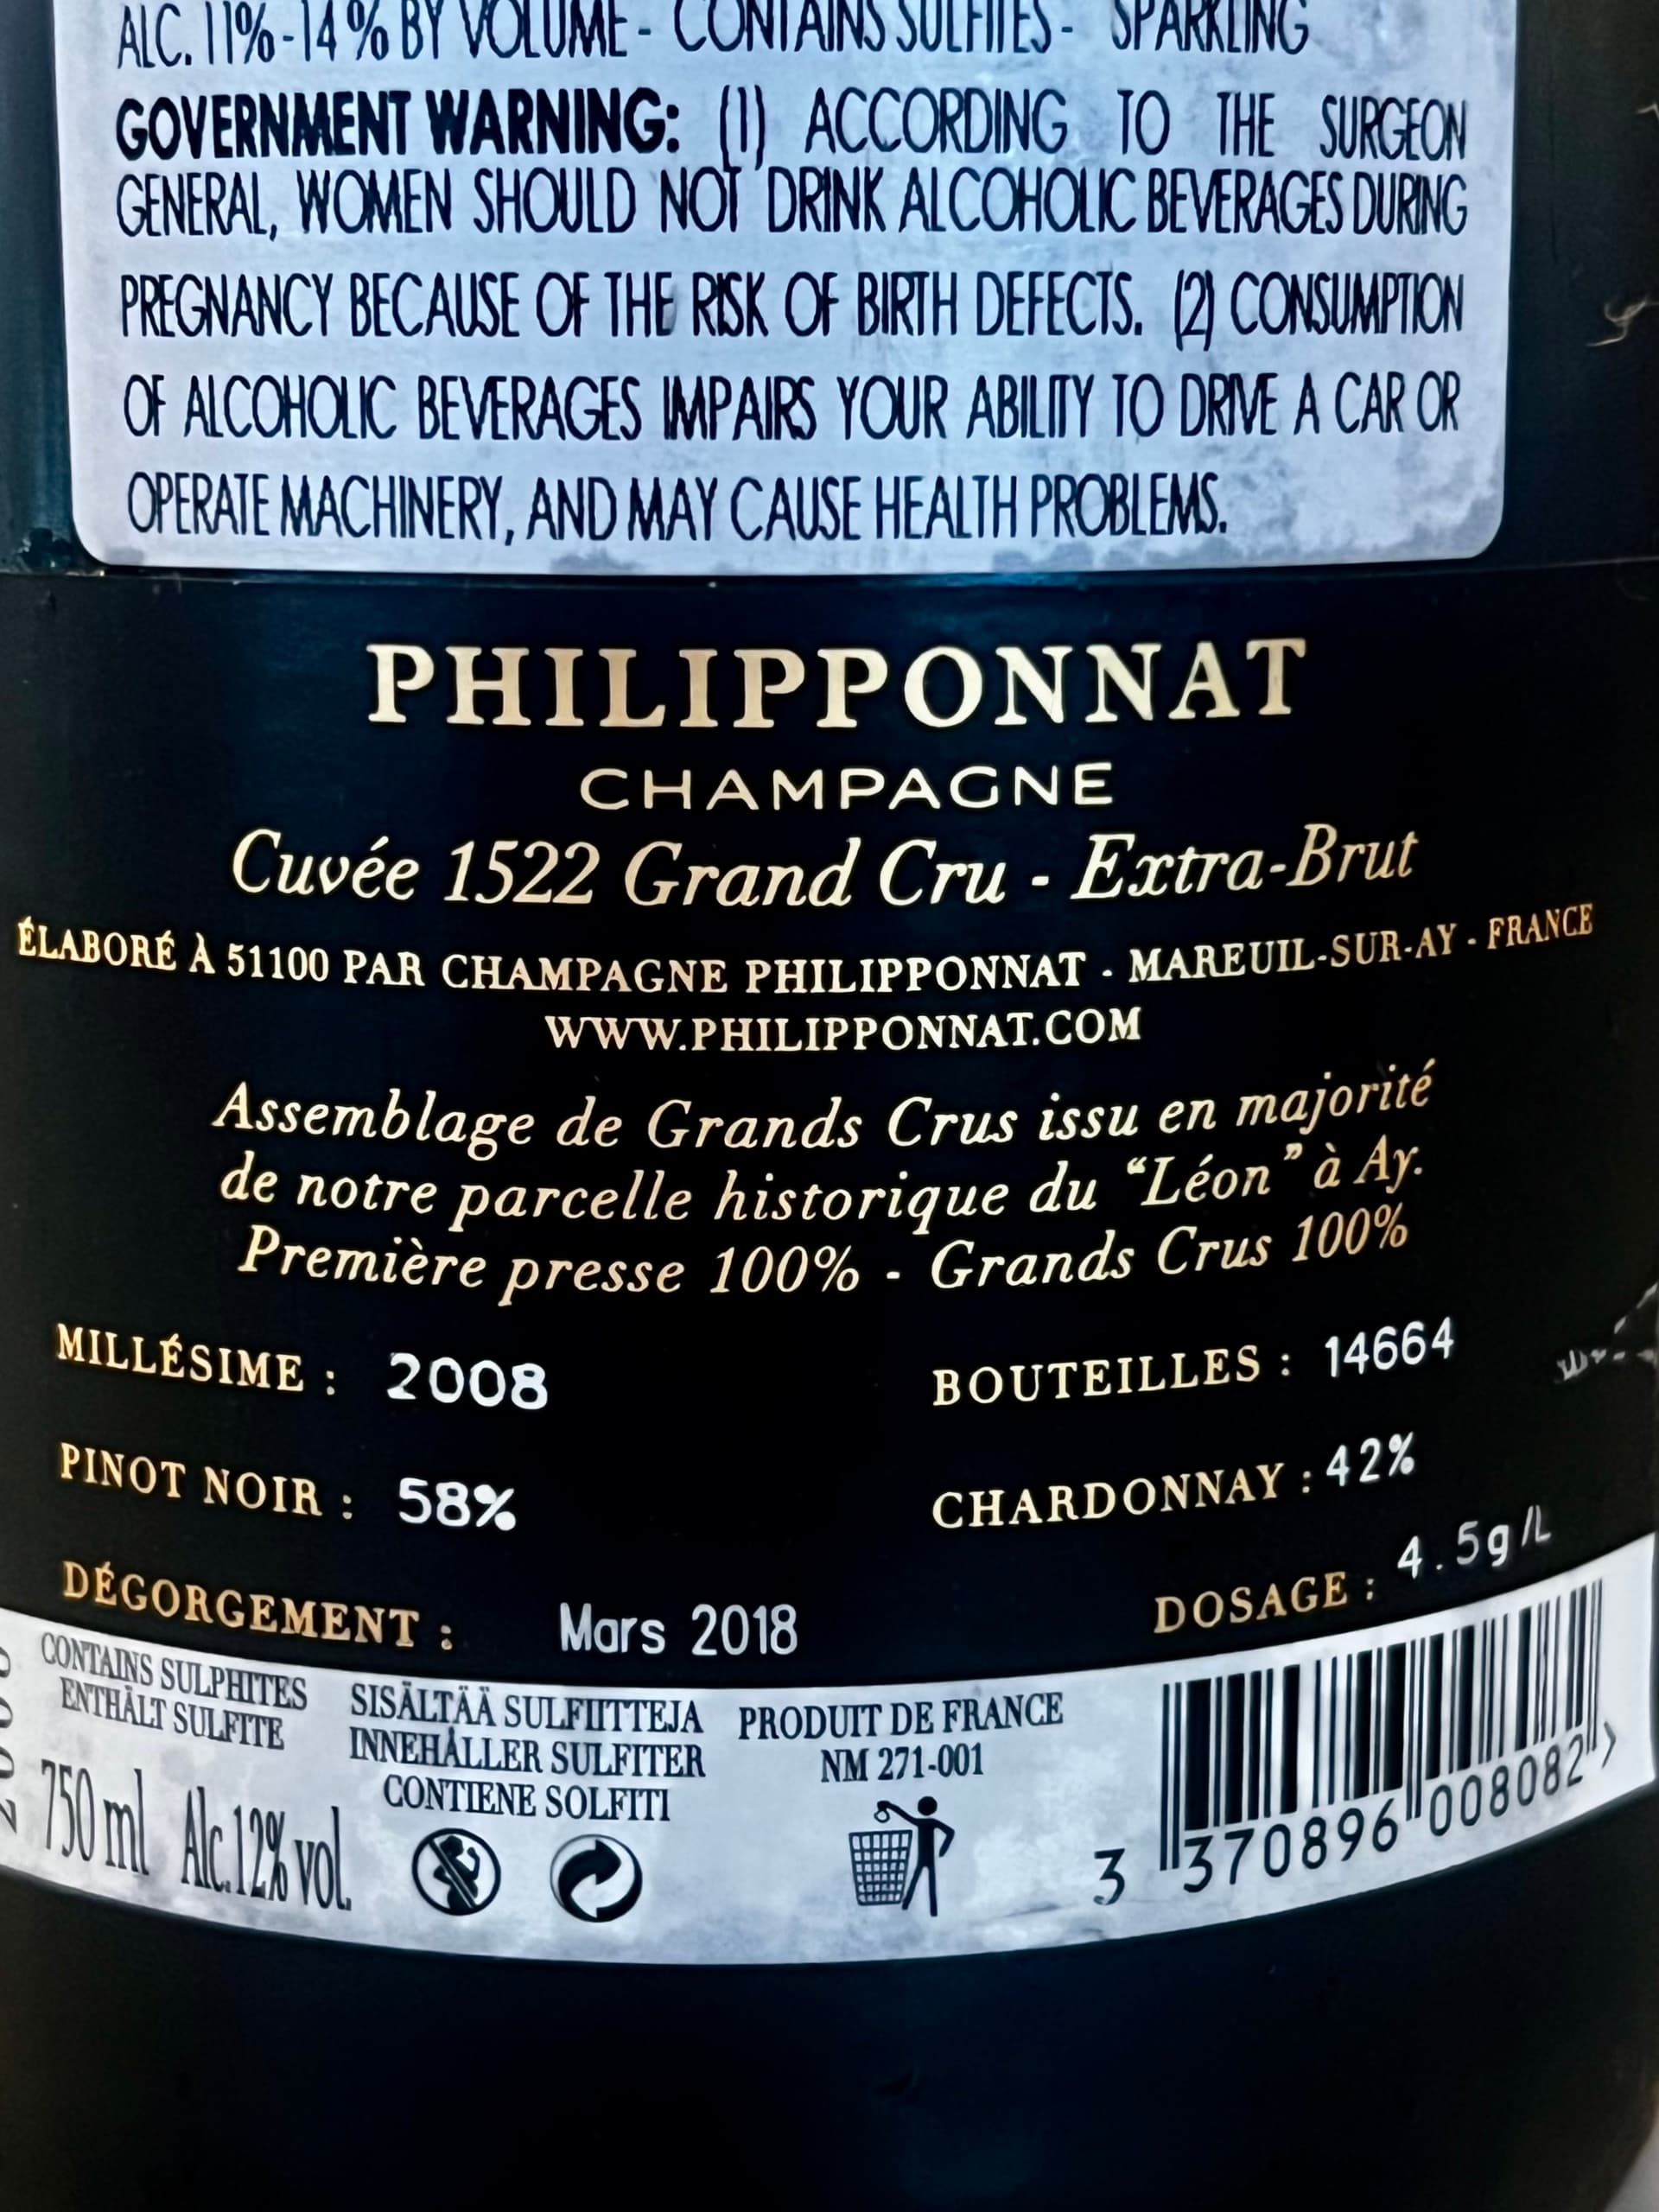 ALC. 11%-14% BY VOLUME - CONTAINS SULFITES - SPARKLING
GOVERNMENT WARNING: (1) ACCORDING TO THE SURGEON
GENERAL, WOMEN SHOULD NOT DRINK ALCOHOLIC BEVERAGES DURING
PREGNANCY BECAUSE OF THE RISK OF BIRTH DEFECTS. (2) CONSUMPTION
OF ALCOHOLIC BEVERAGES IMPAIRS YOUR ABILITY TO DRIVE A CAR OR
OPERATE MACHINERY, AND MAY CAUSE HEALTH PROBLEMS.
PHILIPPONNAT
CHAMPAGNE
Cuvée 1522 Grand Cru - Extra-Brut
ÉLABORÉ À 51100 PAR CHAMPAGNE PHILIPPONNAT - MAREUIL-SUR-AY - FRANCE
WWW.PHILIPPONNAT.COM
Assemblage de Grands Crus issu en majorité
de notre parcelle historique du “Léon” à Ay.
Première presse 100% - Grands Crus 100%
MILLÉSIME : 2008 BOUTEILLES : 14664
PINOT NOIR : 58% CHARDONNAY : 42%
DÉGORGEMENT : Mars 2018 DOSAGE : 4.5g/L
CONTAINS SULPHITES
ENTHÄLT SULFITE
750 ml Alc.12% vol.
SISÄLTÄÄ SULFIITTEJA
INNEHÅLLER SULFITER
CONTIENE SOLFITI
PRODUIT DE FRANCE
NM 271-001
3 370896 008082 >